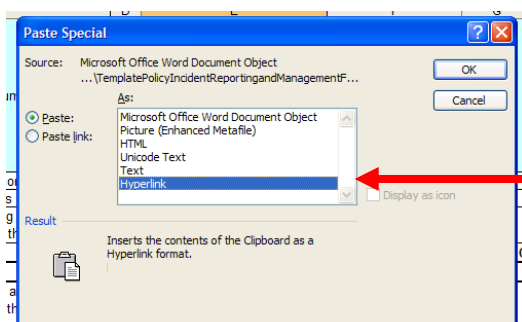 Paste Special
Source: Microsoft Office Word Document Object
...\TemplatePolicyIncidentReportingandManagementF...
OK
Cancel
As:
Paste:
Paste link:
Microsoft Office Word Document Object
Picture (Enhanced Metafile)
HTML
Unicode Text
Text
Hyperlink
Display as icon
Result
Inserts the contents of the Clipboard as a
Hyperlink format.